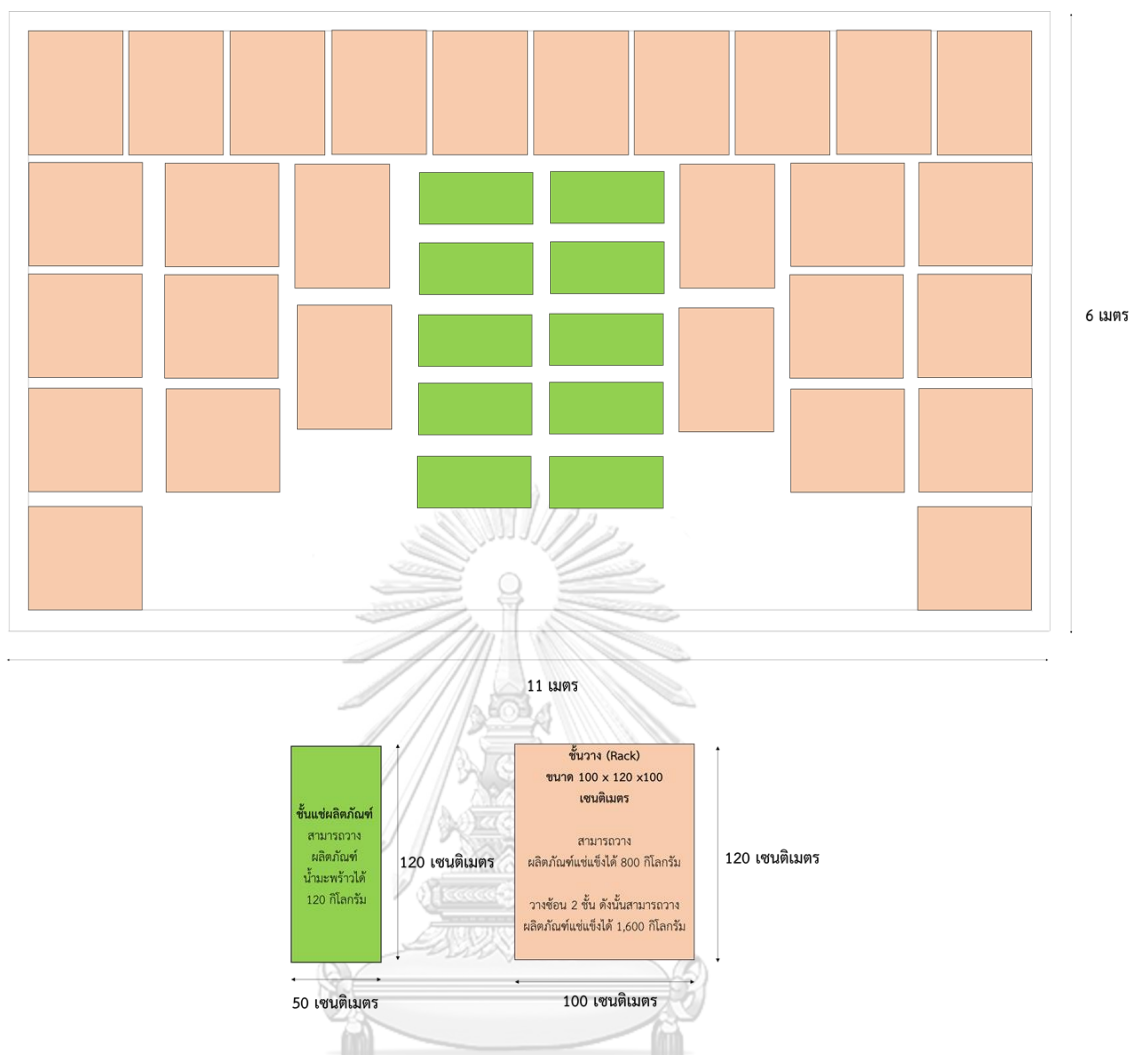 6 เมตร
11 เมตร
ชั้นแช่ผลิตภัณฑ์
สามารถวาง
ผลิตภัณฑ์
น้ำมะพร้าวได้
120 กิโลกรัม
120 เซนติเมตร
50 เซนติเมตร
ชั้นวาง (Rack)
ขนาด 100 x 120 x100
เซนติเมตร
สามารถวาง
ผลิตภัณฑ์แช่แข็งได้ 800 กิโลกรัม
วางซ้อน 2 ชั้น ดังนั้นสามารถวาง
ผลิตภัณฑ์แช่แข็งได้ 1,600 กิโลกรัม
120 เซนติเมตร
100 เซนติเมตร